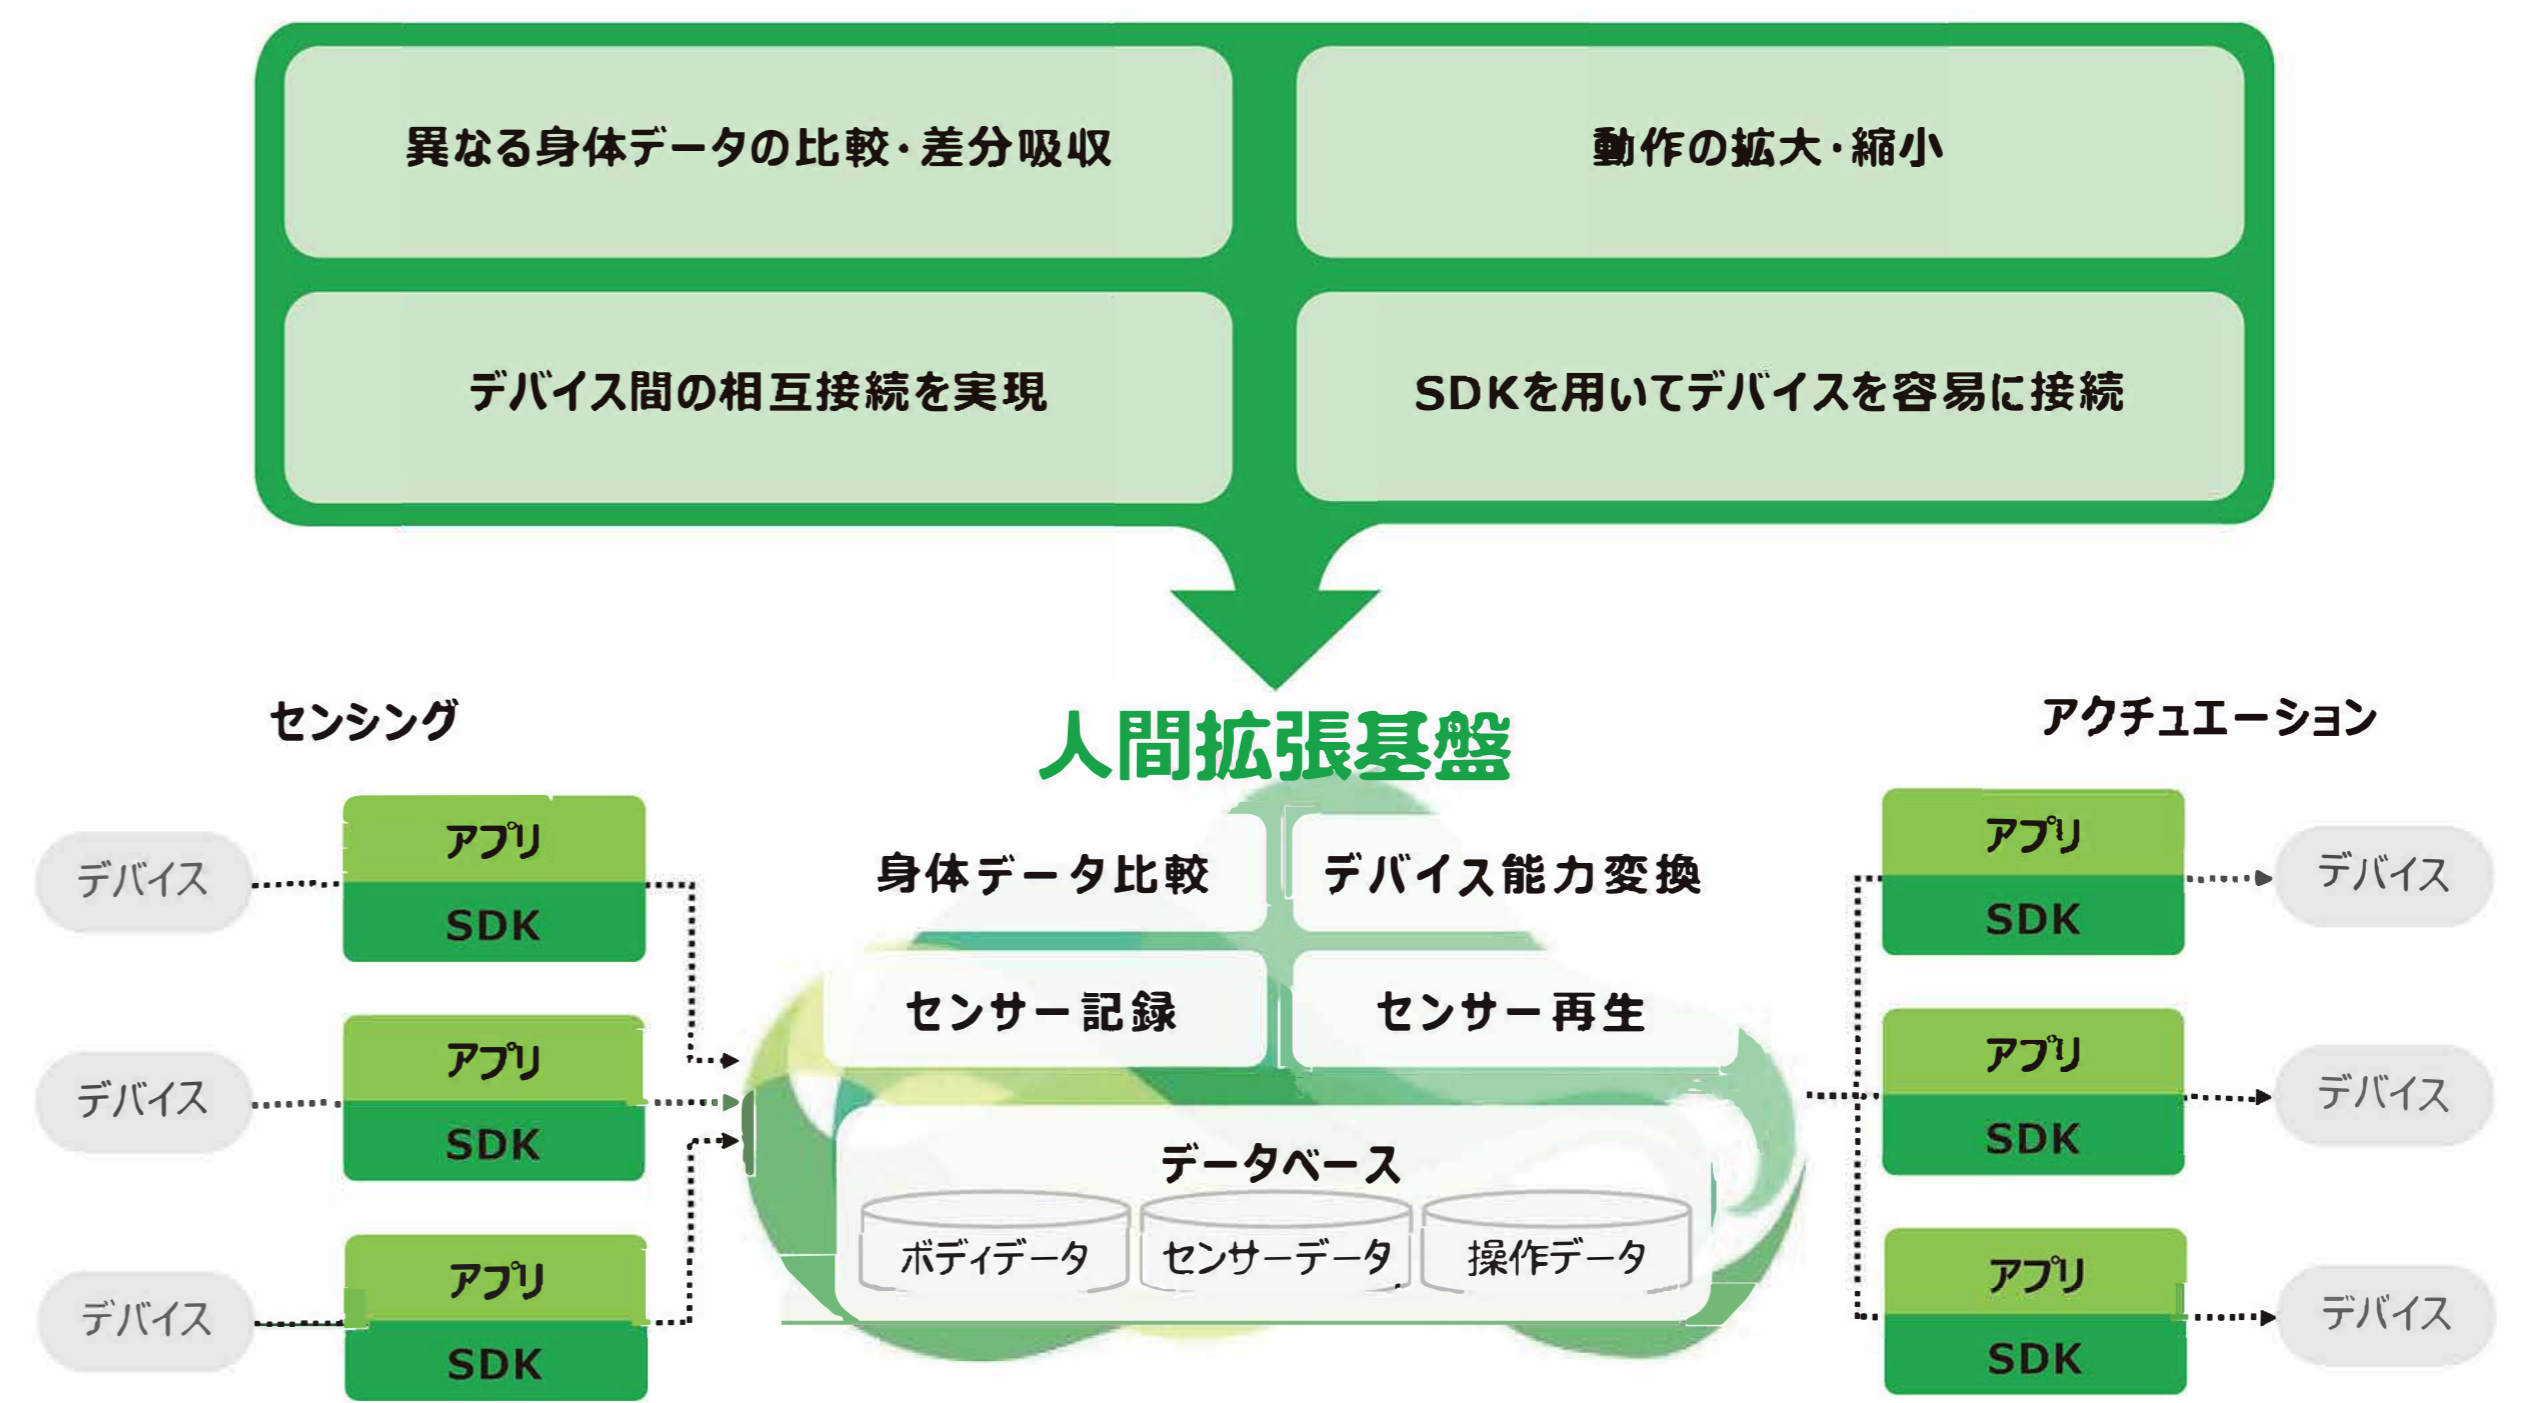 異なる身体データの比較・差分吸収
動作の拡大・縮小
デバイス間の相互接続を実現
SDKを用いてデバイスを容易に接続
センシング
人間拡張基盤
アクチュエーション
デバイス
アプリ
SDK
デバイス
アプリ
SDK
デバイス
アプリ
SDK
身体データ比較
デバイス能力変換
センサー記録
センサー再生
データベース
ボディデータ
センサーデータ
操作データ
アプリ
SDK
デバイス
アプリ
SDK
デバイス
アプリ
SDK
デバイス